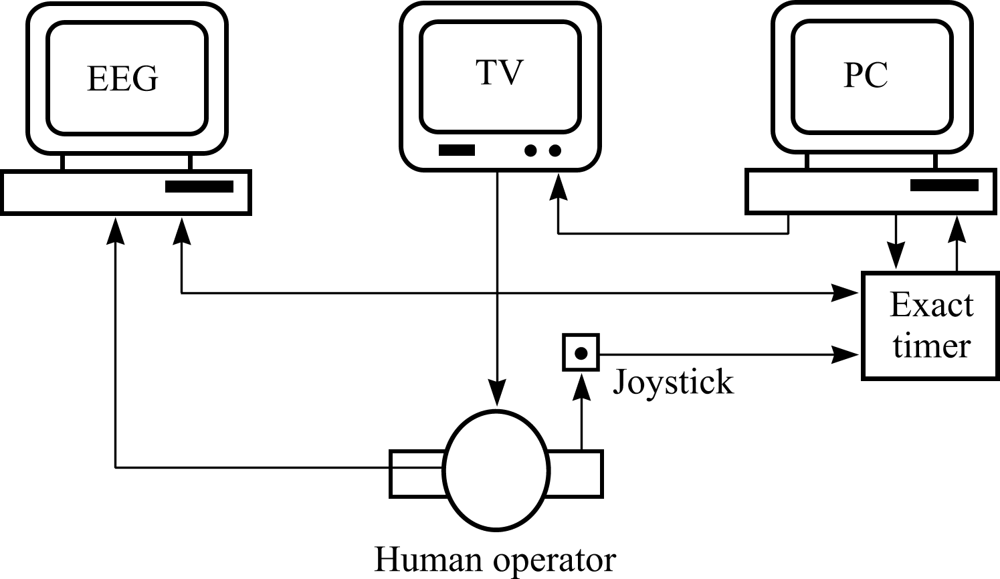 EEG
TV
PC
Exact
timer
Joystick
Human operator